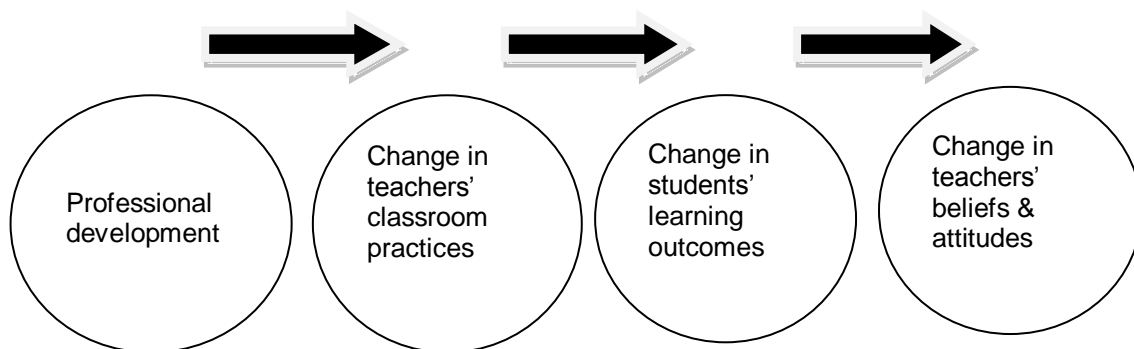 Professional
development
Change in
teachers’
classroom
practices
Change in
students’
learning
outcomes
Change in
teachers’
beliefs &
attitudes